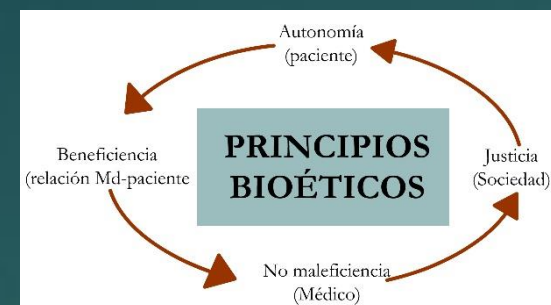 Autonomía
(paciente)
Beneficiencia
(relación Md-paciente
PRINCIPIOS
BIOÉTICOS
Justicia
(Sociedad)
No maleficiencia
(Médico)